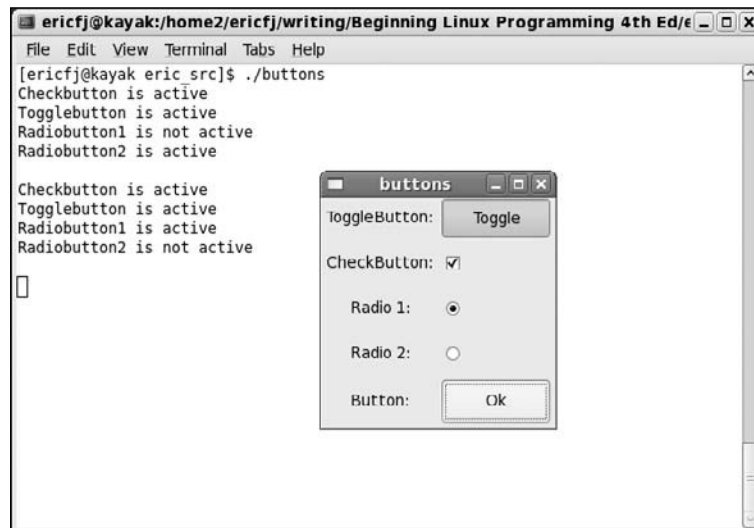 ericfj@kayak:/home2/ericfj/writing/Beginning Linux Programming 4th Ed/e
File Edit View Terminal Tabs Help
[ericfj@kayak eric_src]$ ./buttons
Checkbutton is active
Togglebutton is active
Radiobutton1 is not active
Radiobutton2 is active
Checkbutton is active
Togglebutton is active
Radiobutton1 is active
Radiobutton2 is not active
buttons
ToggleButton: Toggle
CheckButton:
Radio 1:
Radio 2:
Button: Ok